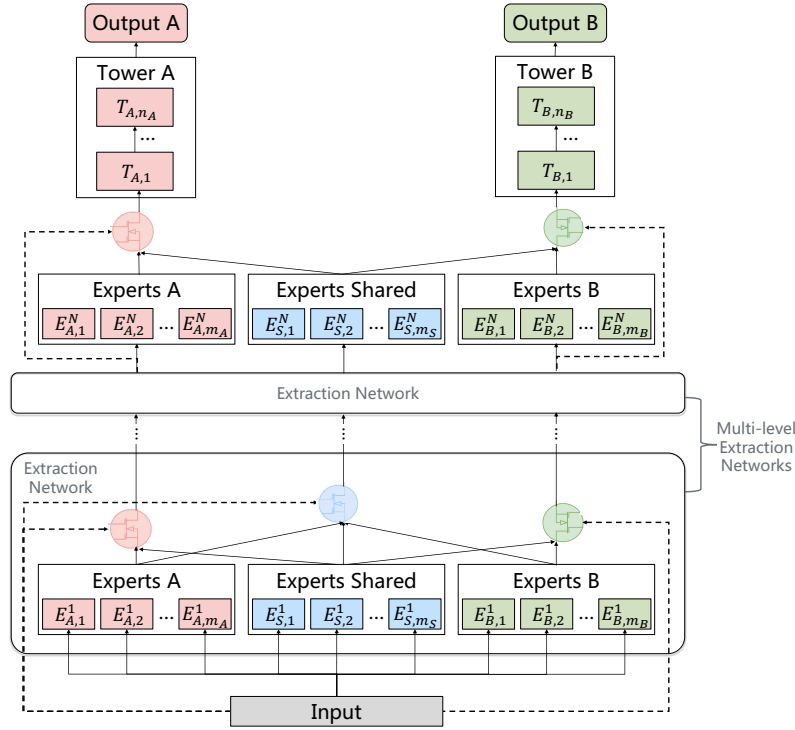 Output A
Output B
Tower A
Tower B
T_{A,n_A}
T_{B,n_B}
...
...
T_{A,1}
T_{B,1}
Experts A
Experts Shared
Experts B
E^N_{A,1} E^N_{A,2} ... E^N_{A,m_A}
E^N_{S,1} E^N_{S,2} ... E^N_{S,m_S}
E^N_{B,1} E^N_{B,2} ... E^N_{B,m_B}
Extraction Network
...
...
...
Multi-level
Extraction
Networks
Extraction
Network
Experts A
Experts Shared
Experts B
E^1_{A,1} E^1_{A,2} ... E^1_{A,m_A}
E^1_{S,1} E^1_{S,2} ... E^1_{S,m_S}
E^1_{B,1} E^1_{B,2} ... E^1_{B,m_B}
Input